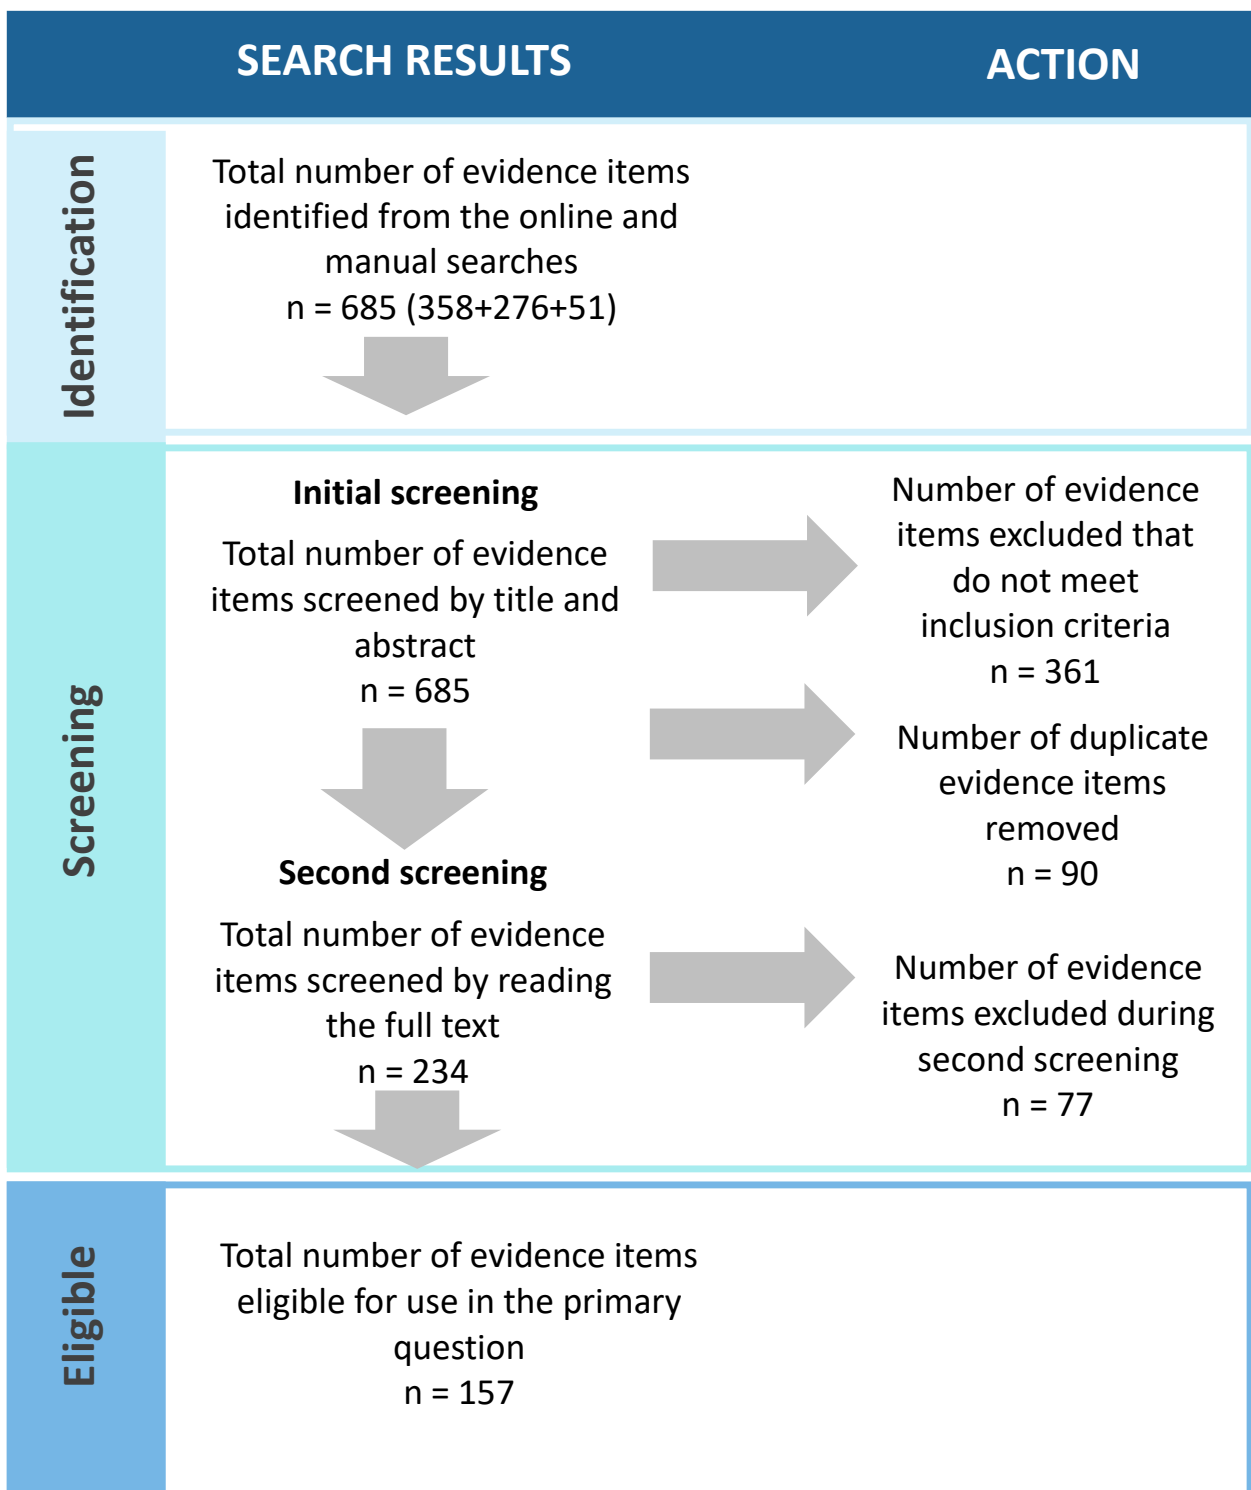 SEARCH RESULTS
ACTION
Identification
Total number of evidence items
identified from the online and
manual searches
n = 685 (358+276+51)
Screening
Initial screening
Total number of evidence
items screened by title and
abstract
n = 685
Number of evidence
items excluded that
do not meet
inclusion criteria
n = 361
Number of duplicate
evidence items
removed
n = 90
Second screening
Total number of evidence
items screened by reading
the full text
n = 234
Number of evidence
items excluded during
second screening
n = 77
Eligible
Total number of evidence items
eligible for use in the primary
question
n = 157